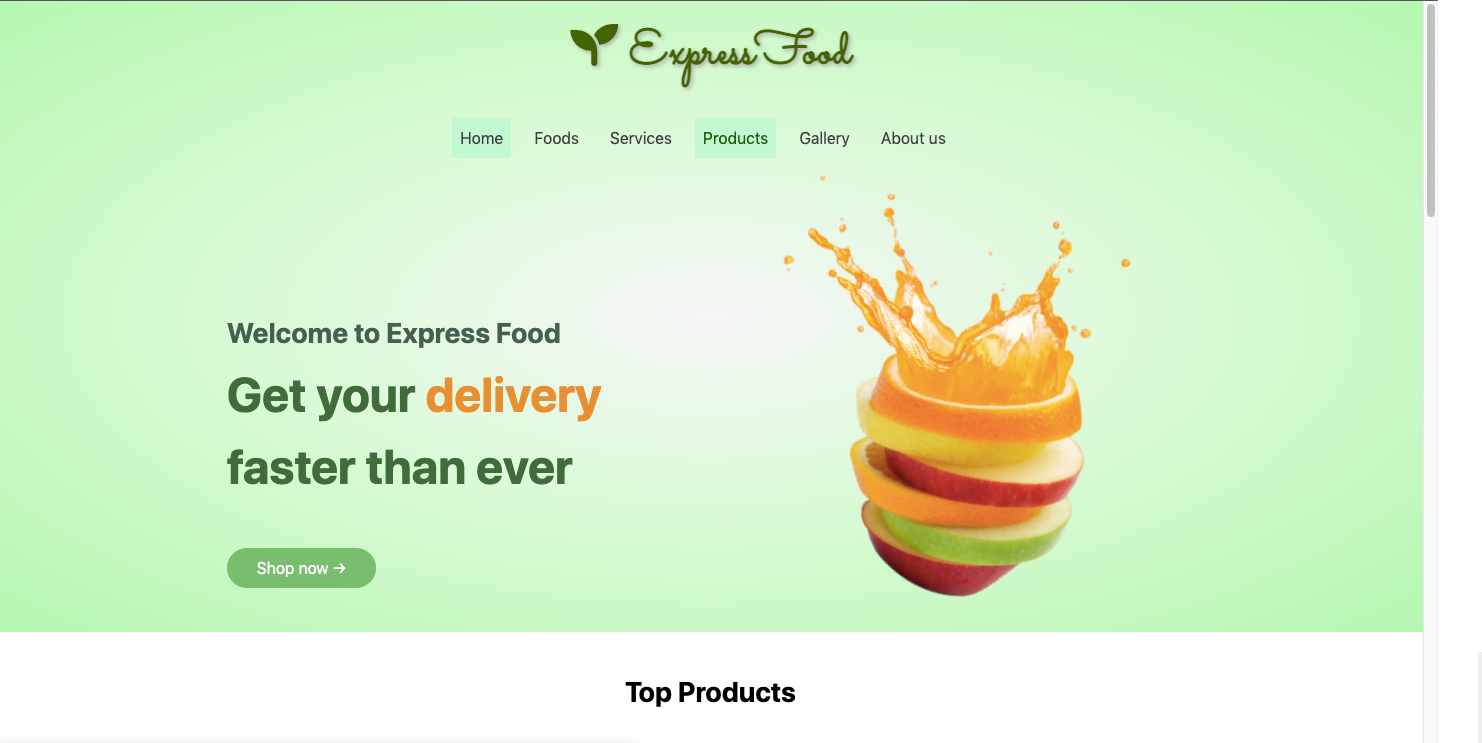 Express Food
Home Foods Services Products Gallery About us
Welcome to Express Food
Get your delivery
faster than ever
Shop now →
Top Products